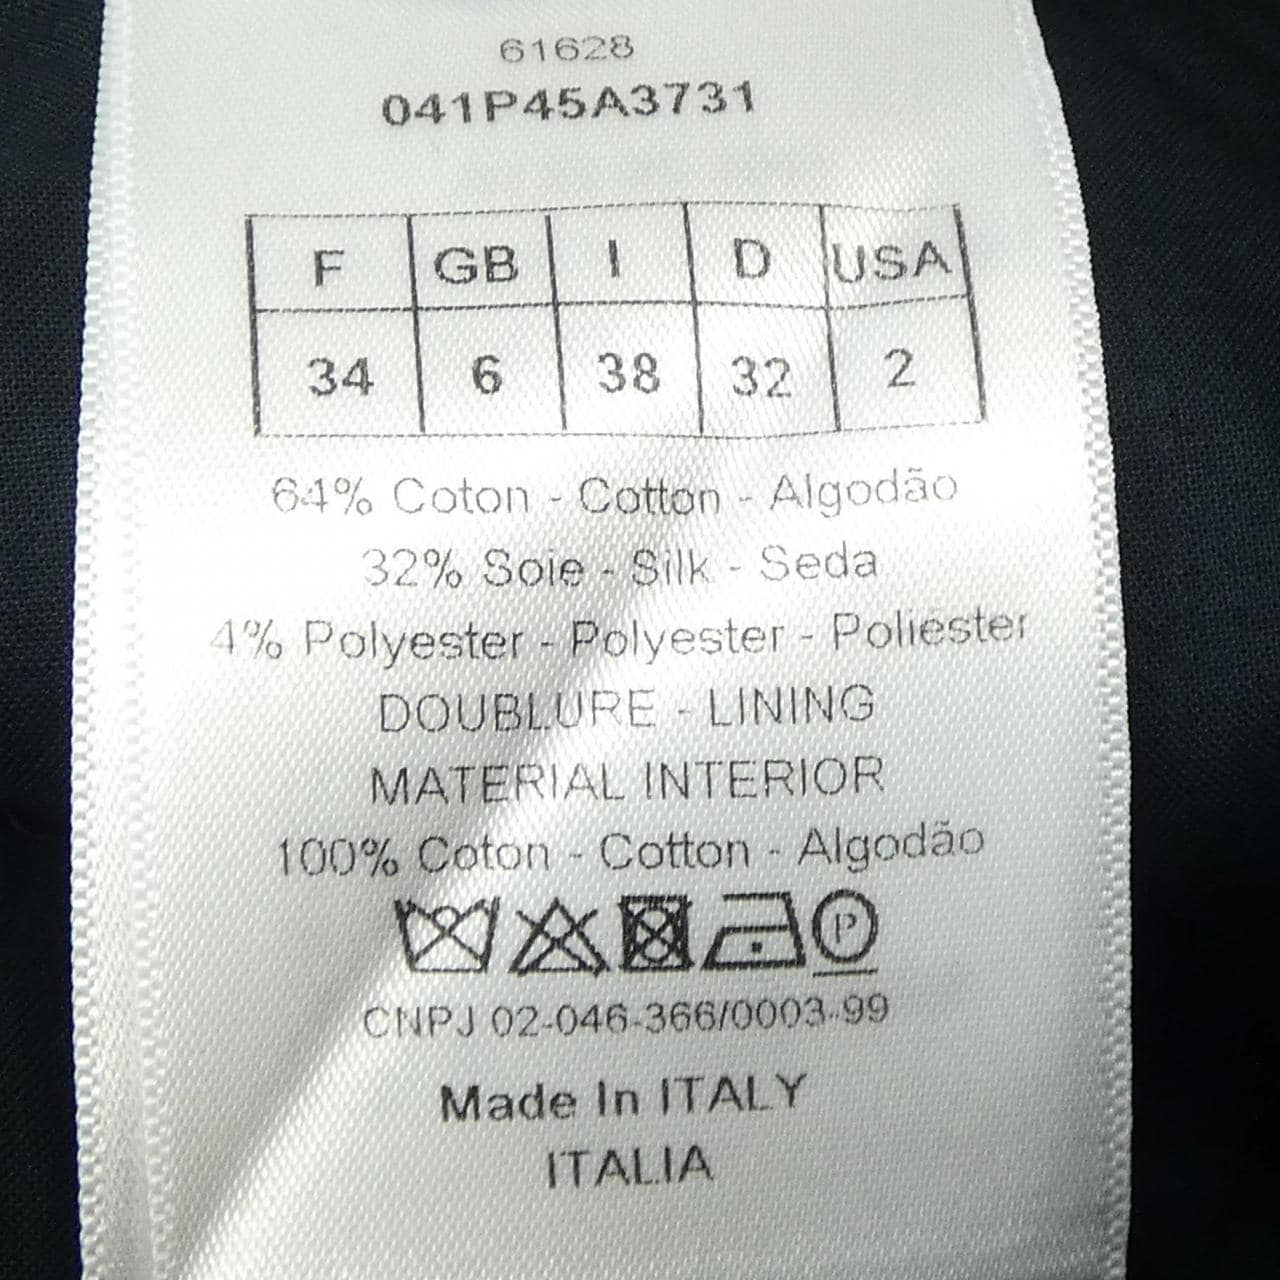 61628
041P45A3731
F GB I D USA
34 6 38 32 2
64% Coton - Cotton - Algodão
32% Soie - Silk - Seda
4% Polyester - Polyester - Poliéster
DOUBLURE - LINING
MATERIAL INTERIOR
100% Coton - Cotton - Algodão
P
CNPJ 02-046-366/0003-99
Made In ITALY
ITALIA